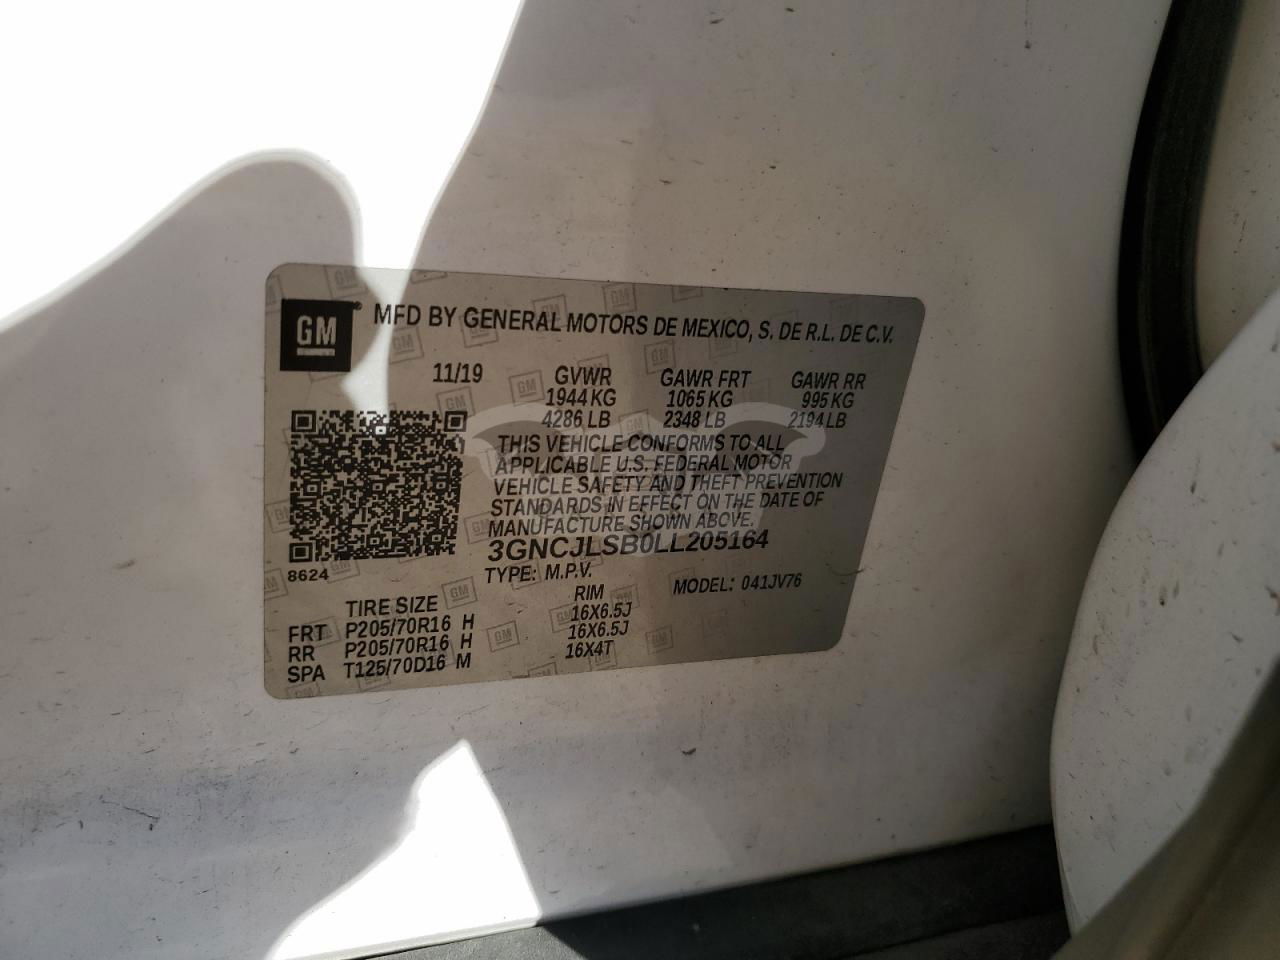 GM ® MFD BY GENERAL MOTORS DE MEXICO, S. DE R.L. DE C.V.
11/19 GVWR GAWR FRT GAWR RR
1944 KG 1065 KG 995 KG
4286 LB 2348 LB 2194 LB
THIS VEHICLE CONFORMS TO ALL
APPLICABLE U.S. FEDERAL MOTOR
VEHICLE SAFETY AND THEFT PREVENTION
STANDARDS IN EFFECT ON THE DATE OF
MANUFACTURE SHOWN ABOVE.
3GNCJLSB0LL205164
8624 TYPE: M.P.V. MODEL: 041JV76
TIRE SIZE RIM
FRT P205/70R16 H 16X6.5J
RR P205/70R16 H 16X6.5J
SPA T125/70D16 M 16X4T